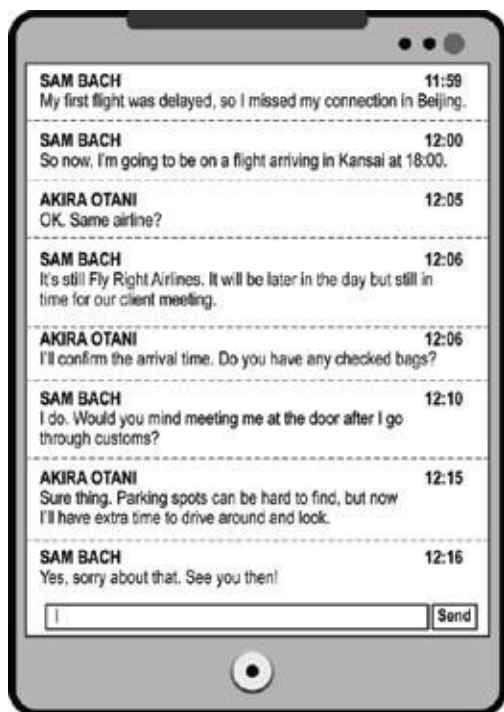 SAM BACH 11:59
My first flight was delayed, so I missed my connection in Beijing.
SAM BACH 12:00
So now, I'm going to be on a flight arriving in Kansai at 18:00.
AKIRA OTANI 12:05
OK. Same airline?
SAM BACH 12:06
It's still Fly Right Airlines. It will be later in the day but still in
time for our client meeting.
AKIRA OTANI 12:06
I'll confirm the arrival time. Do you have any checked bags?
SAM BACH 12:10
I do. Would you mind meeting me at the door after I go
through customs?
AKIRA OTANI 12:15
Sure thing. Parking spots can be hard to find, but now
I'll have extra time to drive around and look.
SAM BACH 12:16
Yes, sorry about that. See you then!
Send